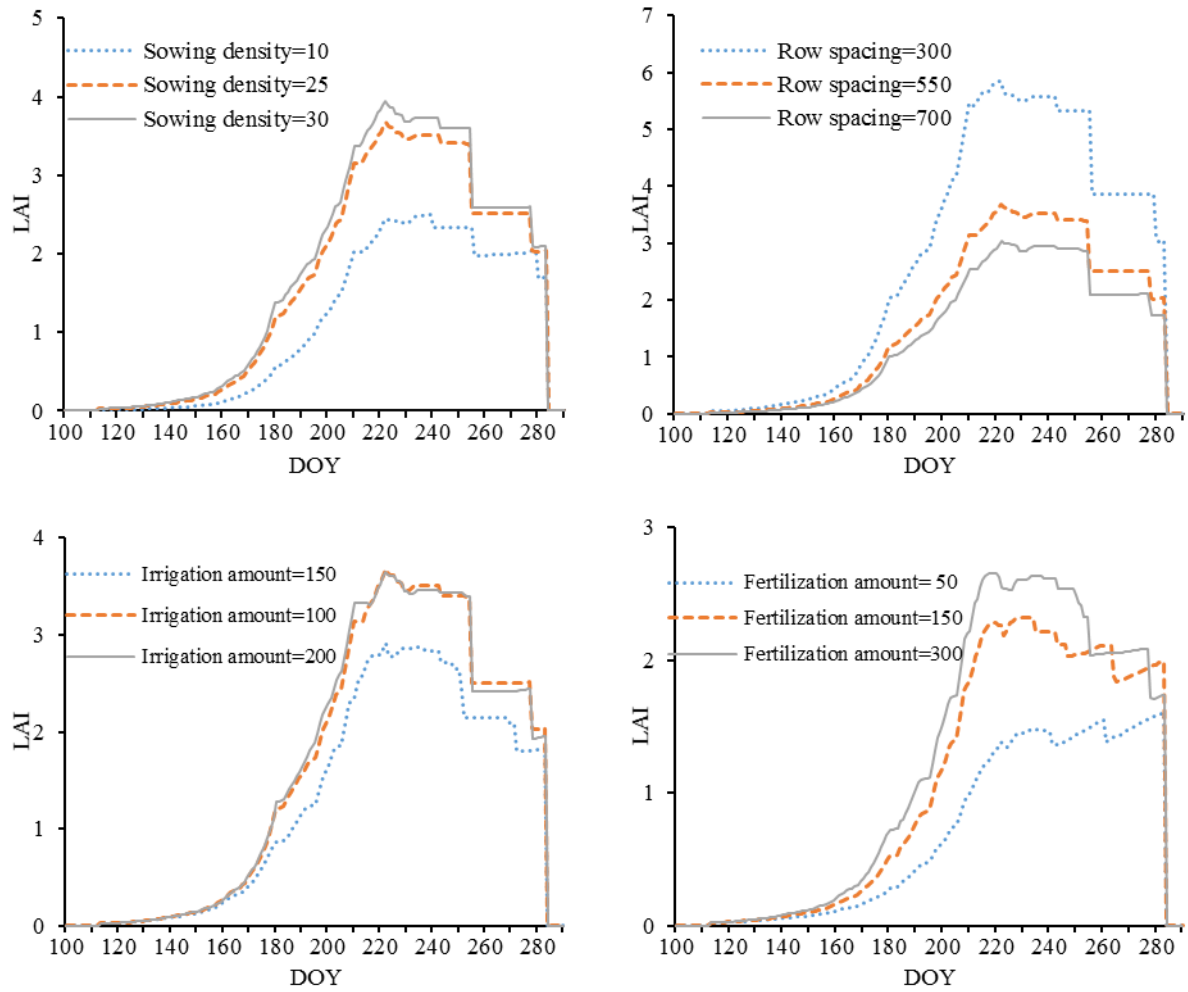 5
4
3
2
1
0
LAI
Sowing density=10
Sowing density=25
Sowing density=30
100 120 140 160 180 200 220 240 260 280
DOY
7
6
5
4
3
2
1
0
LAI
Row spacing=300
Row spacing=550
Row spacing=700
100 120 140 160 180 200 220 240 260 280
DOY
4
3
2
1
0
LAI
Irrigation amount=150
Irrigation amount=100
Irrigation amount=200
100 120 140 160 180 200 220 240 260 280
DOY
3
2
1
0
LAI
Fertilization amount= 50
Fertilization amount=150
Fertilization amount=300
100 120 140 160 180 200 220 240 260 280
DOY